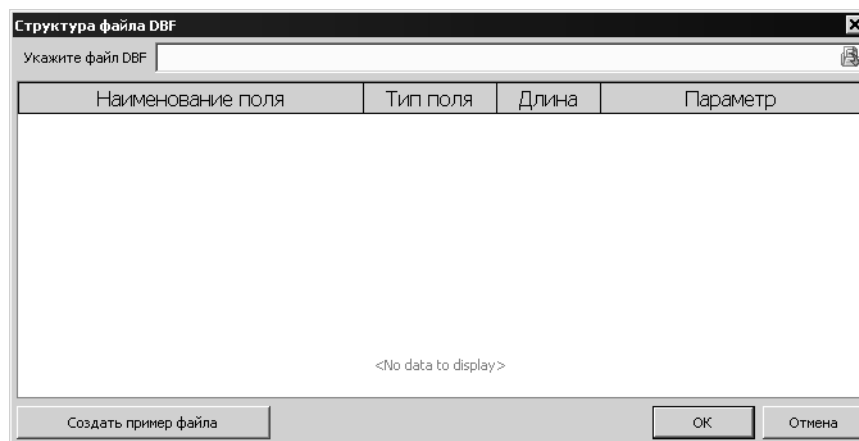 Структура файла DBF
Укажите файл DBF
Наименование поля Тип поля Длина Параметр
<No data to display>
Создать пример файла OK Отмена